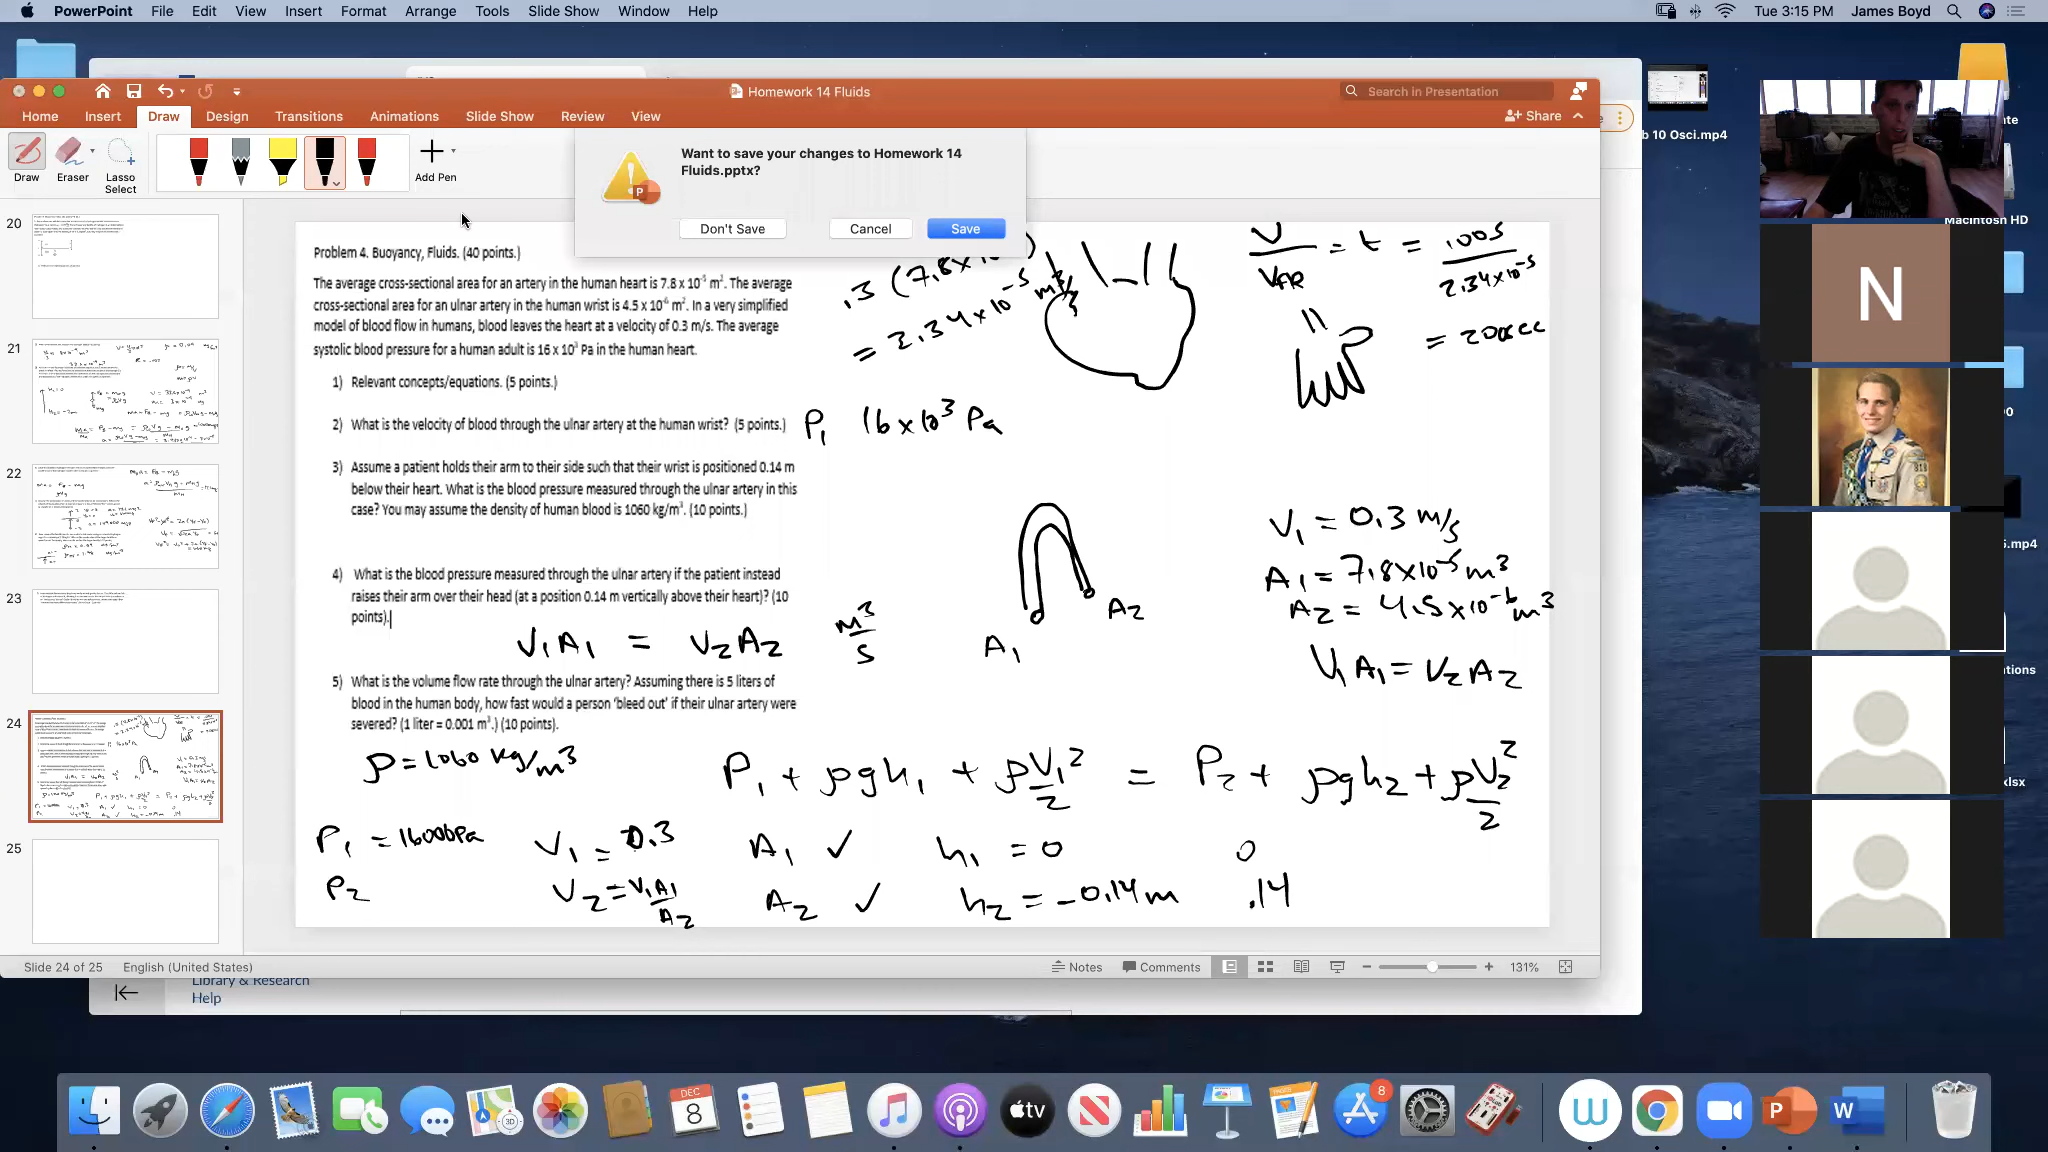 PowerPoint File Edit View Insert Format Arrange Tools Slide Show Window Help
Tue 3:15 PM James Boyd
Homework 14 Fluids
Search in Presentation
Home Insert Draw Design Transitions Animations Slide Show Review View
Share
Draw Eraser Lasso Select Add Pen
Want to save your changes to Homework 14
Fluids.pptx?
Don't Save Cancel Save
b 10 Osci.mp4
Macintosh HD
N
20
21
22
23
24
25
Problem 4. Buoyancy, Fluids. (40 points.)
The average cross-sectional area for an artery in the human heart is 7.8 x 10⁻⁵ m². The average
cross-sectional area for an ulnar artery in the human wrist is 4.5 x 10⁻⁶ m². In a very simplified
model of blood flow in humans, blood leaves the heart at a velocity of 0.3 m/s. The average
systolic blood pressure for a human adult is 16 x 10³ Pa in the human heart.
1) Relevant concepts/equations. (5 points.)
2) What is the velocity of blood through the ulnar artery at the human wrist? (5 points.)
3) Assume a patient holds their arm to their side such that their wrist is positioned 0.14 m
below their heart. What is the blood pressure measured through the ulnar artery in this
case? You may assume the density of human blood is 1060 kg/m³. (10 points.)
4) What is the blood pressure measured through the ulnar artery if the patient instead
raises their arm over their head (at a position 0.14 m vertically above their heart)? (10
points).
5) What is the volume flow rate through the ulnar artery? Assuming there is 5 liters of
blood in the human body, how fast would a person 'bleed out' if their ulnar artery were
severed? (1 liter = 0.001 m³.) (10 points).
= 2.34x10⁻⁵ m³/s
V/VFR = t = .005/2.34x10⁻⁵
= 200sec
P₁ 16x10³ Pa
V₁ = 0.3 m/s
A₁ = 7.8x10⁻⁵ m³
A₂ = 4.5x10⁻⁶ m³
V₁A₁ = V₂A₂
A₁ A₂
V₁A₁ = V₂A₂ m³/s
ρ = 1060 kg/m³
P₁ + ρgh₁ + ρV₁²/2 = P₂ + ρgh₂ + ρV₂²/2
P₁ = 16000Pa V₁ = 0.3 A₁ ✓ h₁ = 0 0
P₂ V₂ = V₁A₁/A₂ A₂ ✓ h₂ = -0.14m .14
Slide 24 of 25 English (United States)
Notes Comments 131%
Library & Research
Help
DEC
8
3D
tv
8
W
P
W